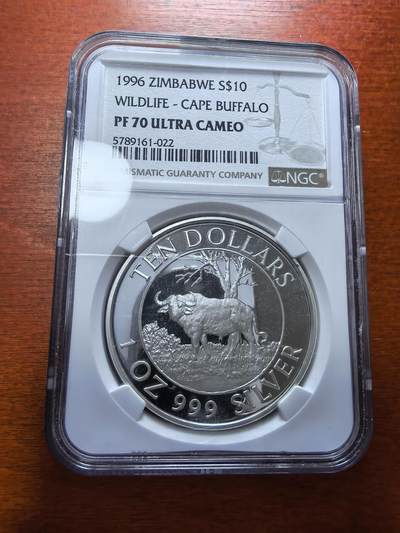 1996 ZIMBABWE S$10
WILDLIFE - CAPE BUFFALO
PF 70 ULTRA CAMEO
5789161-022
NUMISMATIC GUARANTY COMPANY NGC
TEN DOLLARS
1 OZ 999 SILVER